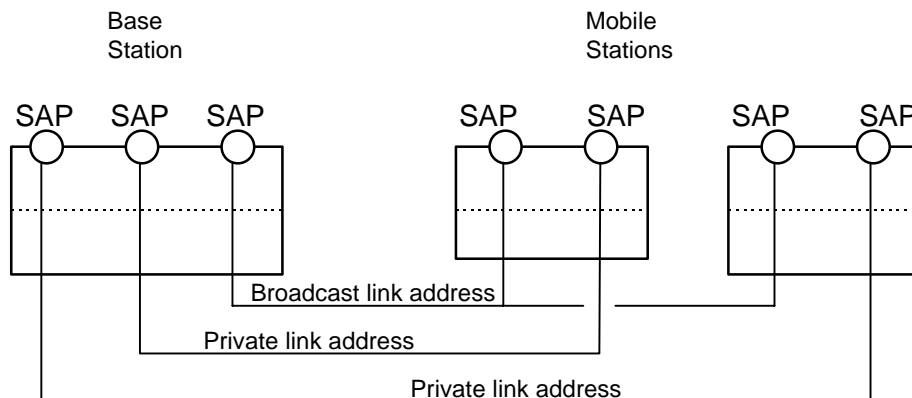 Base
Station
Mobile
Stations
SAP SAP SAP SAP SAP SAP SAP
Broadcast link address
Private link address
Private link address